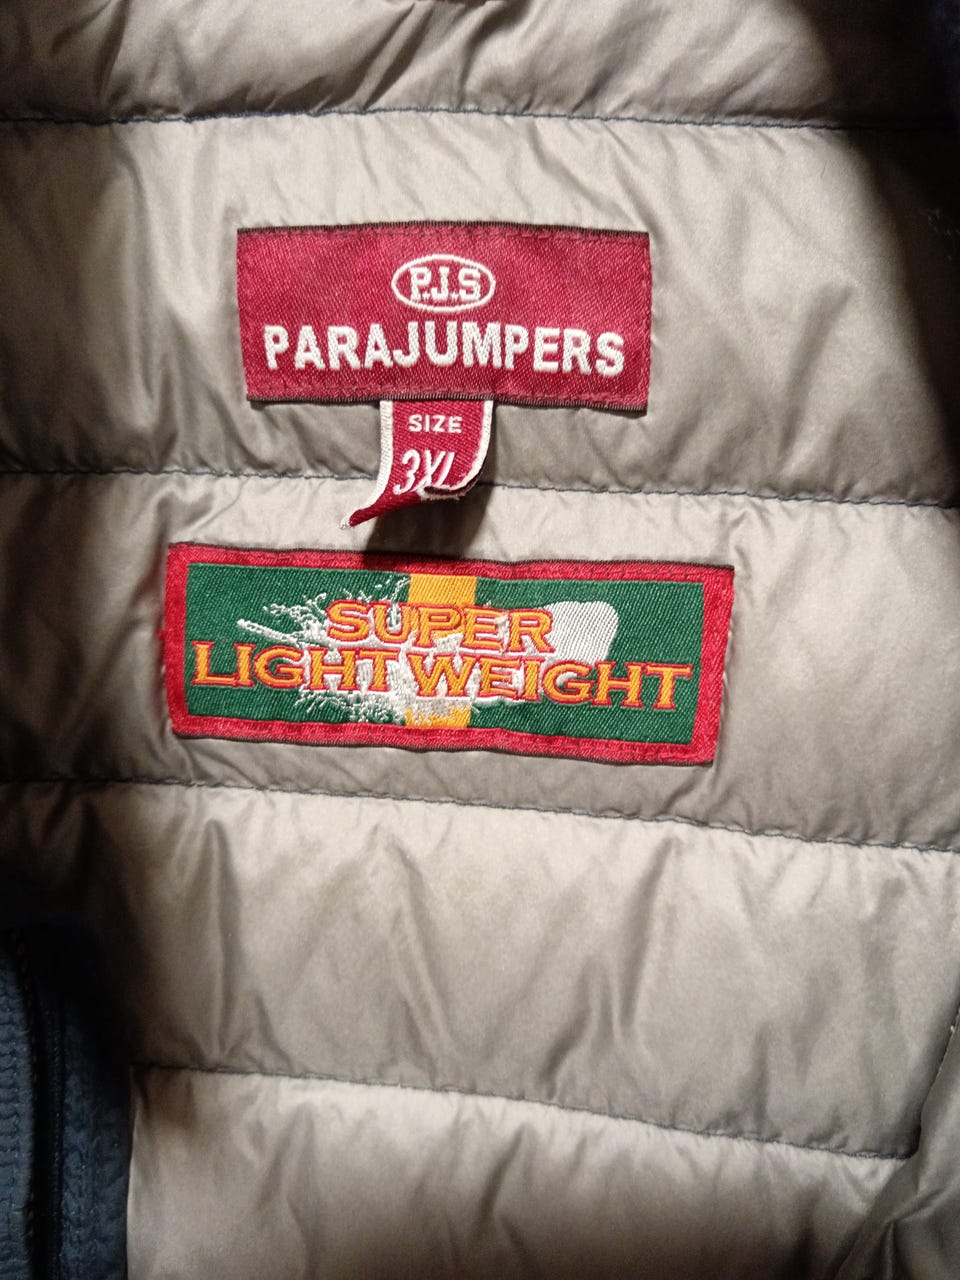 P.J.S
PARAJUMPERS
SIZE
3XL
SUPER
LIGHT WEIGHT